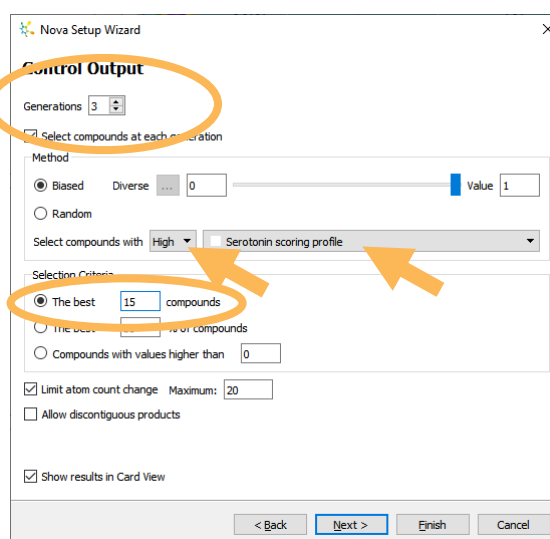 Nova Setup Wizard
Control Output
Generations 3
Select compounds at each generation
Method
Biased Diverse ... 0 Value 1
Random
Select compounds with High Serotonin scoring profile
Selection Criteria
The best 15 compounds
The best % of compounds
Compounds with values higher than 0
Limit atom count change Maximum: 20
Allow discontiguous products
Show results in Card View
< Back Next > Finish Cancel